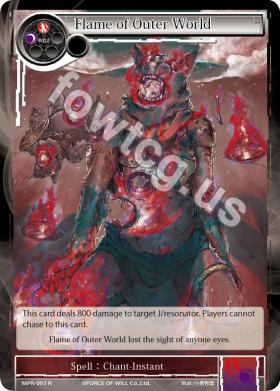 Flame of Outer World
fowtcg.us
This card deals 800 damage to target J/resonator. Players cannot
chase to this card.
Flame of Outer World lost the sight of anyone eyes.
Spell : Chant-Instant
MPR-093 R ©FORCE OF WILL Co.,Ltd.